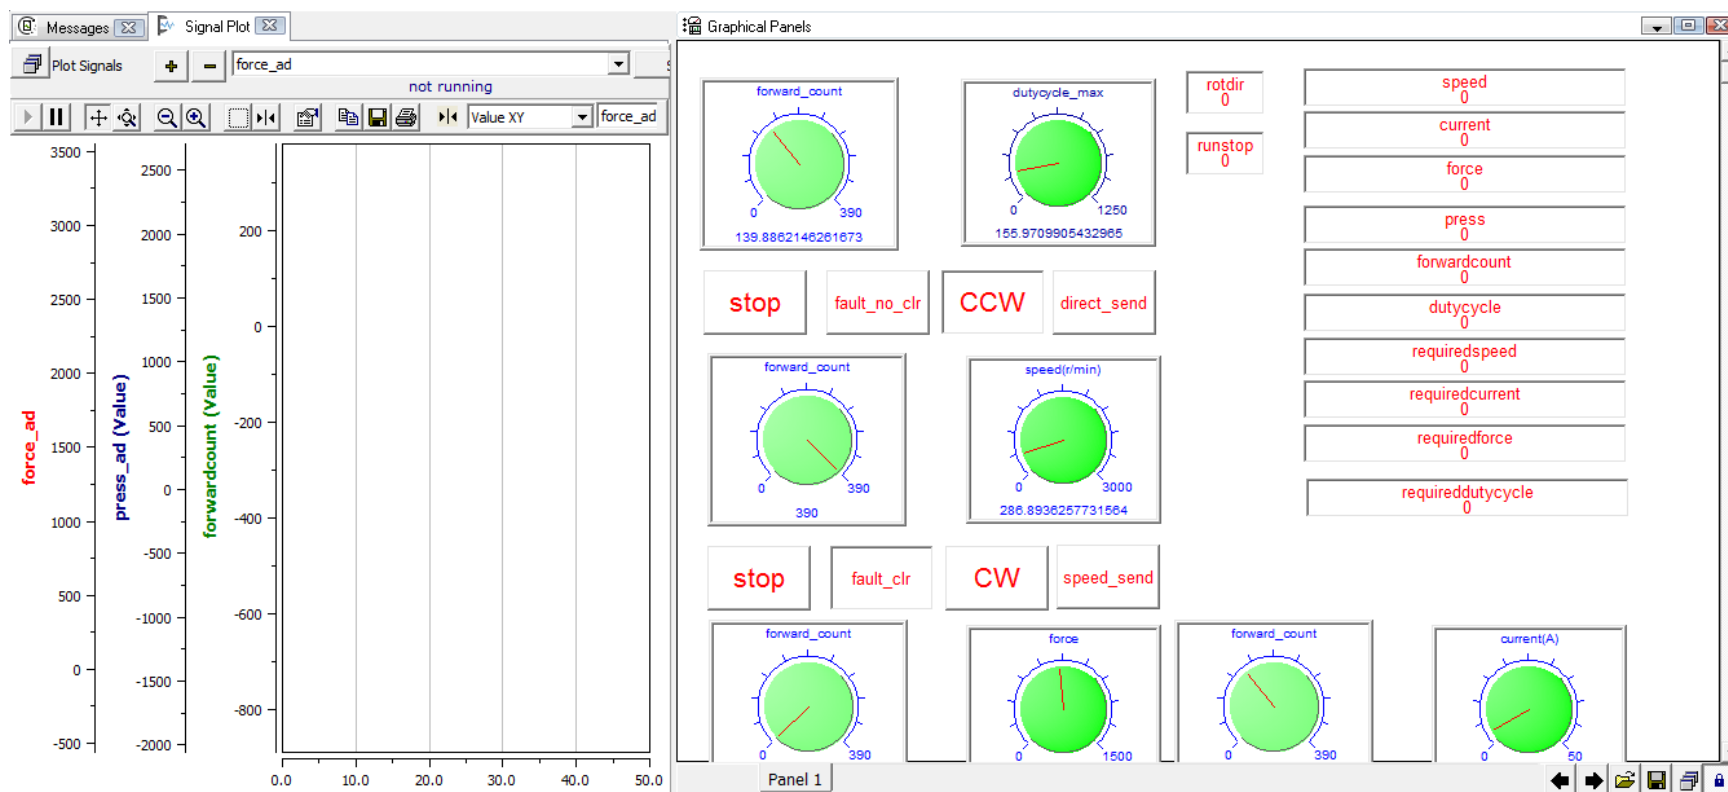 Messages
Signal Plot
Graphical Panels
Plot Signals
force_ad
not running
Value XY
force_ad
3500
3000
2500
2000
1500
1000
500
0
-500
force_ad
2500
2000
1500
1000
500
0
-500
-1000
-1500
-2000
press_ad (Value)
200
0
-200
-400
-600
-800
forwardcount (Value)
0.0 10.0 20.0 30.0 40.0 50.0
forward_count
0 390
139.8862146261673
dutycycle_max
0 1250
155.9709905432965
rotdir
0
runstop
0
speed
0
current
0
force
0
press
0
forwardcount
0
dutycycle
0
requiredspeed
0
requiredcurrent
0
requiredforce
0
requireddutycycle
0
stop
fault_no_clr
CCW
direct_send
forward_count
0 390
390
speed(r/min)
0 3000
286.8936257731564
stop
fault_clr
CW
speed_send
forward_count
0 390
force
0 1500
forward_count
0 390
current(A)
0 50
Panel 1